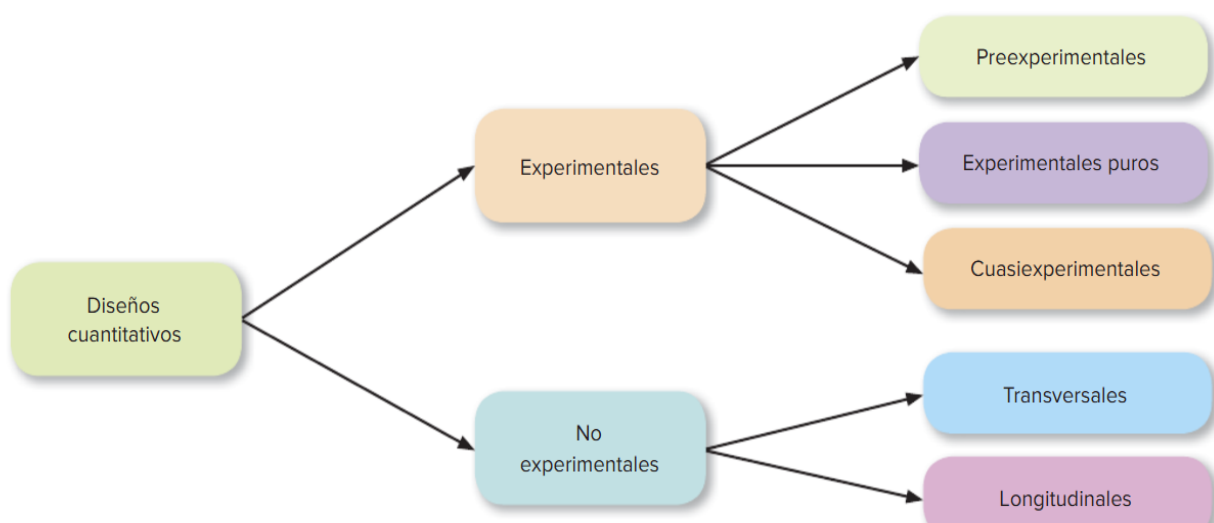 Preexperimentales
Experimentales
Experimentales puros
Cuasiexperimentales
Diseños
cuantitativos
Transversales
No
experimentales
Longitudinales